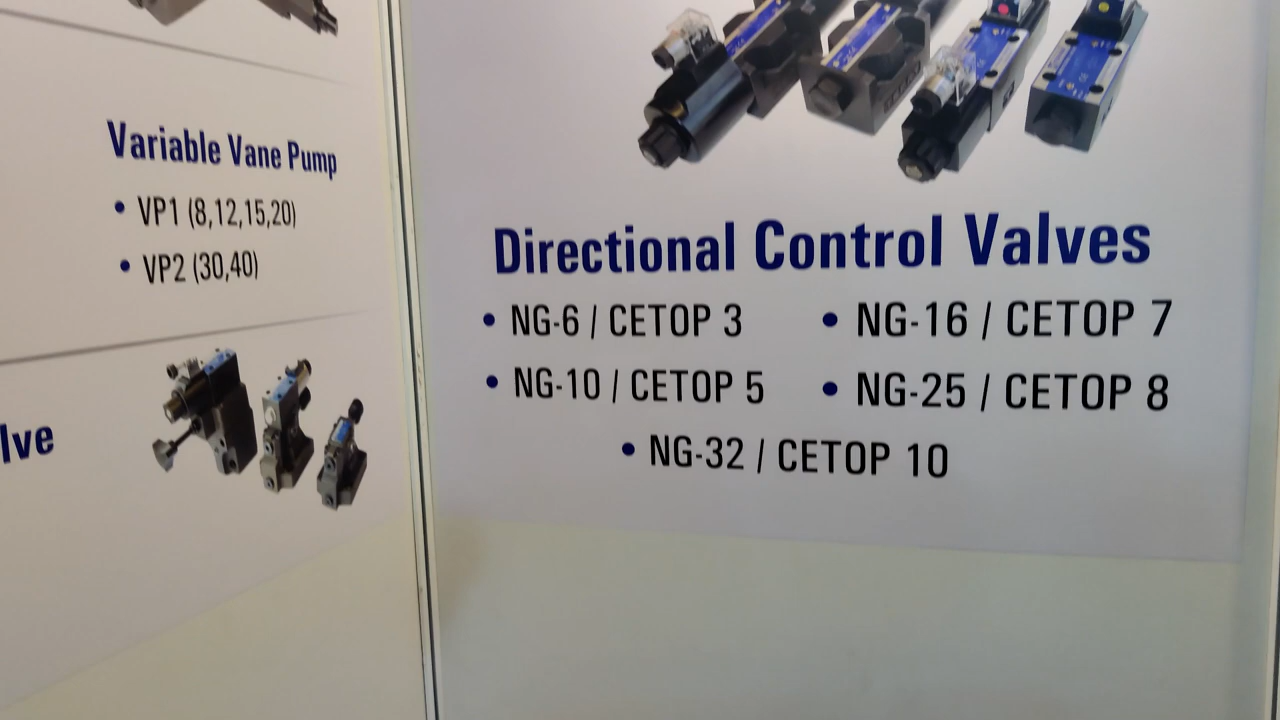 Variable Vane Pump
• VP1 (8,12,15,20)
• VP2 (30,40)
lve
Directional Control Valves
• NG-6 / CETOP 3
• NG-16 / CETOP 7
• NG-10 / CETOP 5
• NG-25 / CETOP 8
• NG-32 / CETOP 10